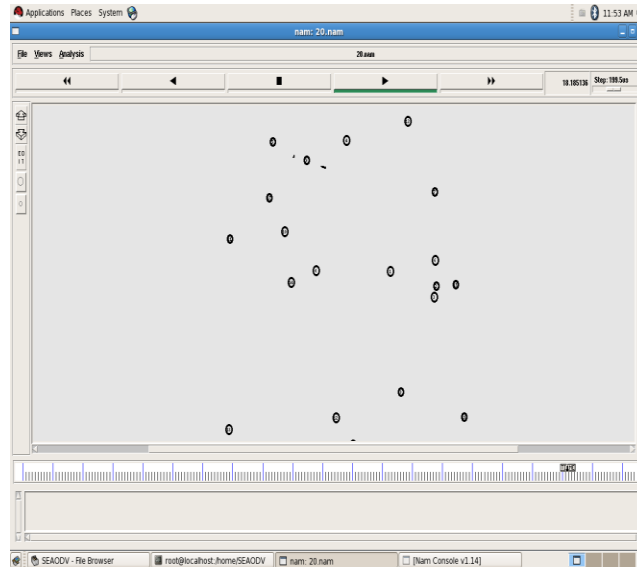 Applications Places System 11:53 AM
nam: 20.nam
File Views Analysis 20.nam
18.185136 Step: 199.5us
SEAODV - File Browser root@localhost:/home/SEAODV nam: 20.nam [Nam Console v1.14]